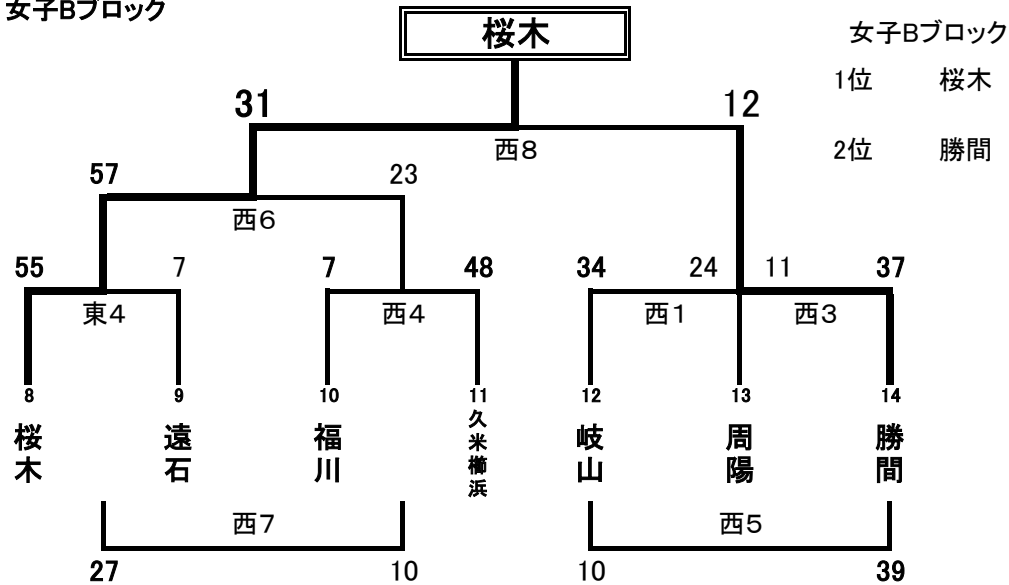 女子Bブロック
桜木
女子Bブロック
1位 桜木
2位 勝間
31 12
西8
57 23
西6
55 7 7 48 34 24 11 37
東4 西4 西1 西3
8 9 10 11 12 13 14
桜木 遠石 福川 久米櫛浜 岐山 周陽 勝間
西7 西5
27 10 10 39